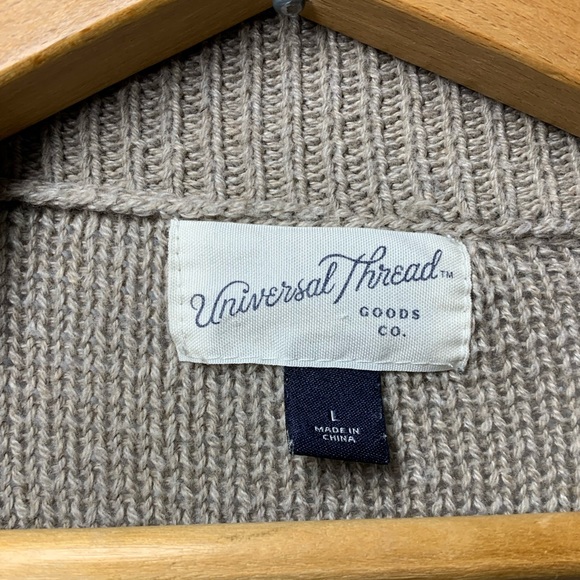 Universal Thread™
GOODS
CO.
L
MADE IN
CHINA